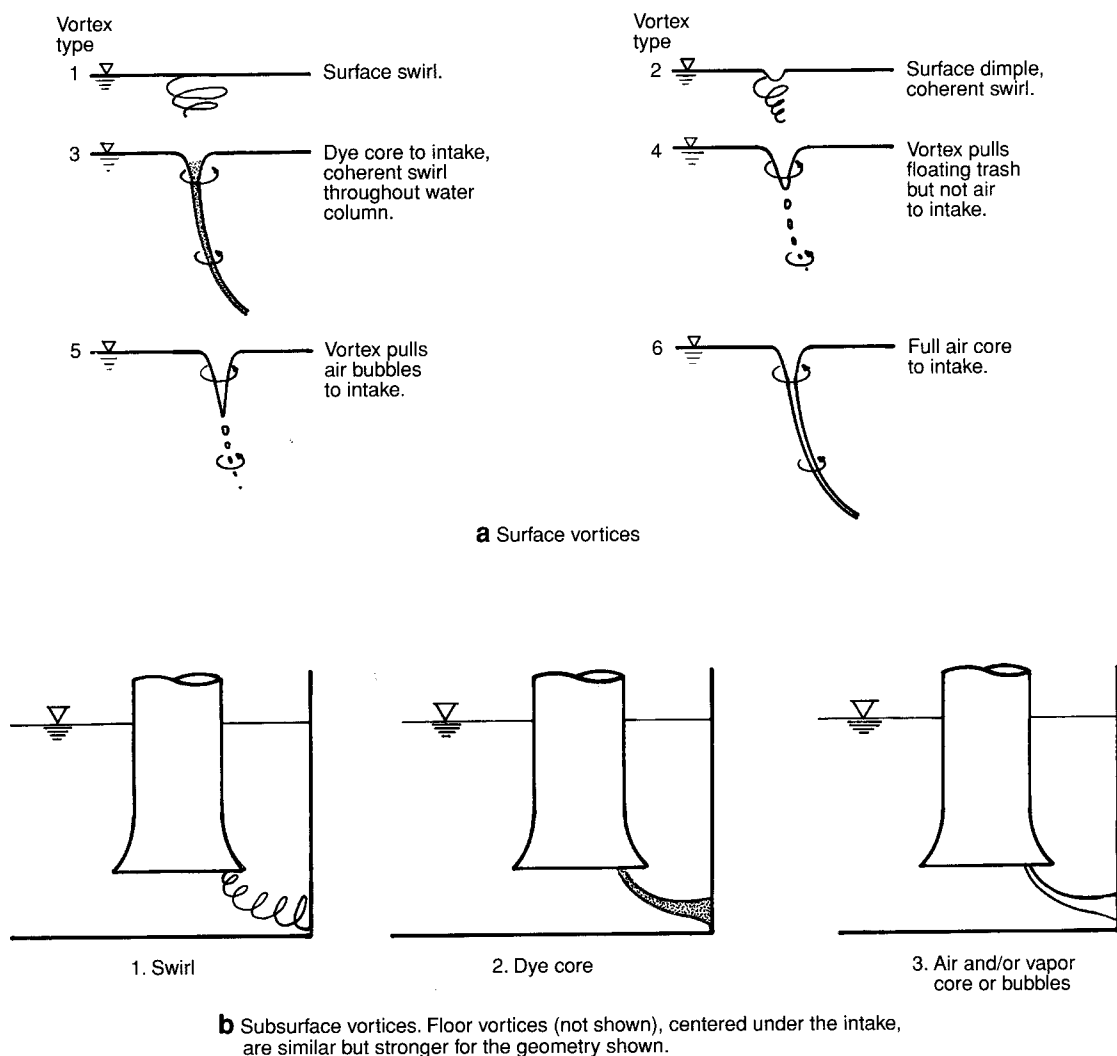 Vortex
type
1
Surface swirl.
Vortex
type
2
Surface dimple,
coherent swirl.
3
Dye core to intake,
coherent swirl
throughout water
column.
4
Vortex pulls
floating trash
but not air
to intake.
5
Vortex pulls
air bubbles
to intake.
6
Full air core
to intake.
a Surface vortices
1. Swirl
2. Dye core
3. Air and/or vapor
core or bubbles
b Subsurface vortices. Floor vortices (not shown), centered under the intake,
are similar but stronger for the geometry shown.